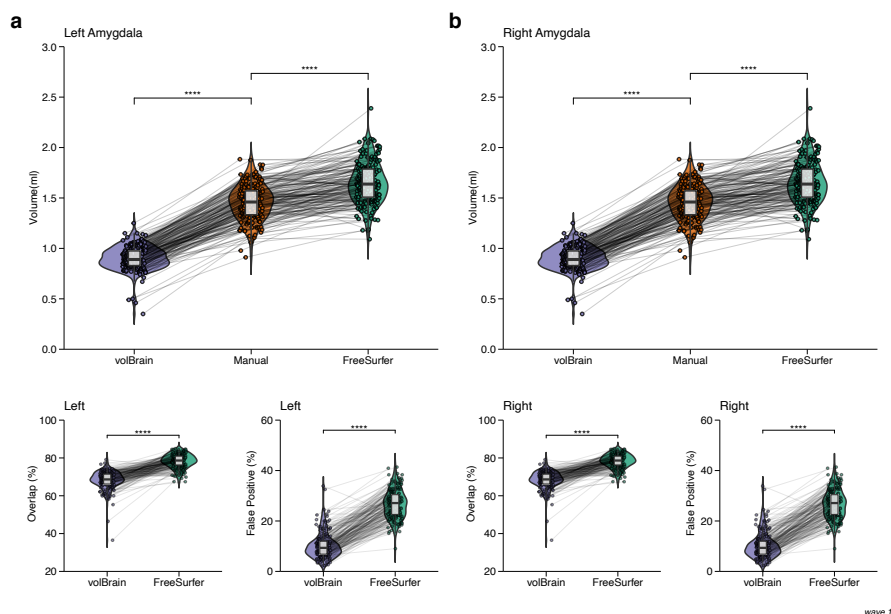 a
Left Amygdala
3.0
2.5
2.0
1.5
1.0
0.5
0.0
Volume(ml)
****
****
volBrain Manual FreeSurfer
b
Right Amygdala
3.0
2.5
2.0
1.5
1.0
0.5
0.0
Volume(ml)
****
****
volBrain Manual FreeSurfer
Left
100
80
60
40
20
Overlap (%)
****
volBrain FreeSurfer
Left
60
40
20
0
False Positive (%)
****
volBrain FreeSurfer
Right
100
80
60
40
20
Overlap (%)
****
volBrain FreeSurfer
Right
60
40
20
0
False Positive (%)
****
volBrain FreeSurfer